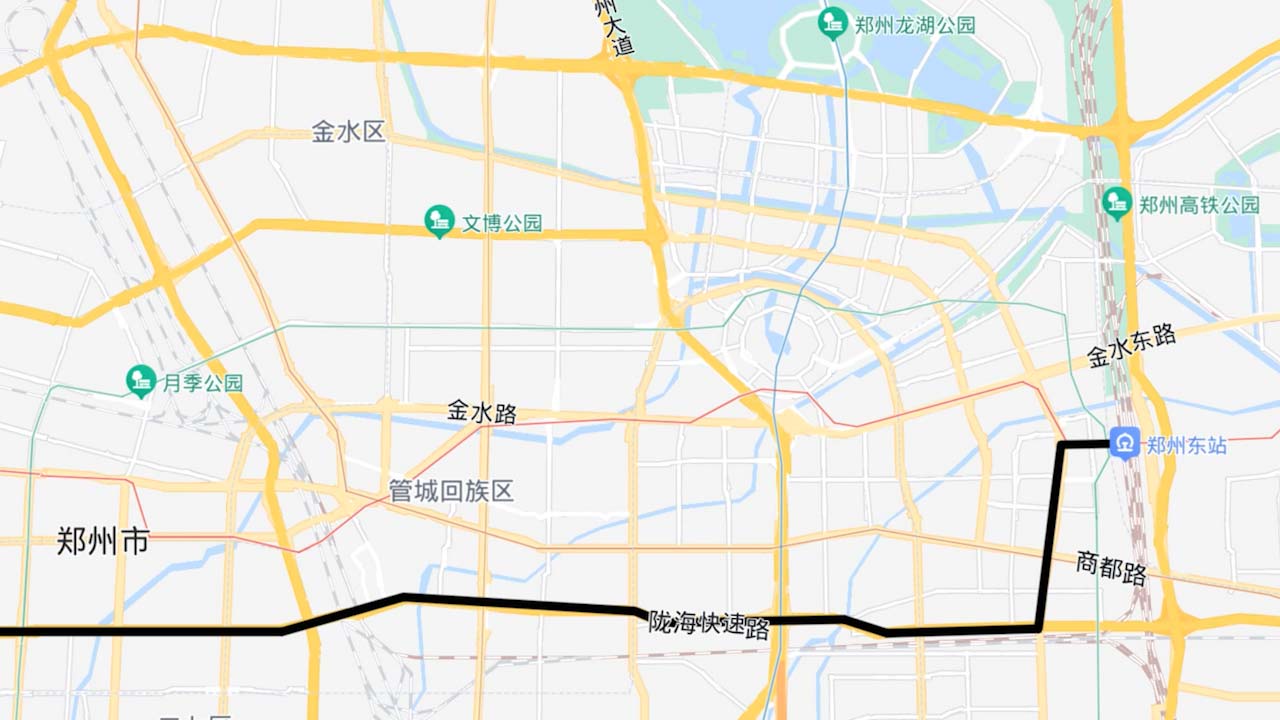 州大道
郑州龙湖公园
金水区
郑州高铁公园
文博公园
金水东路
月季公园
金水路
郑州东站
管城回族区
郑州市
商都路
陇海快速路